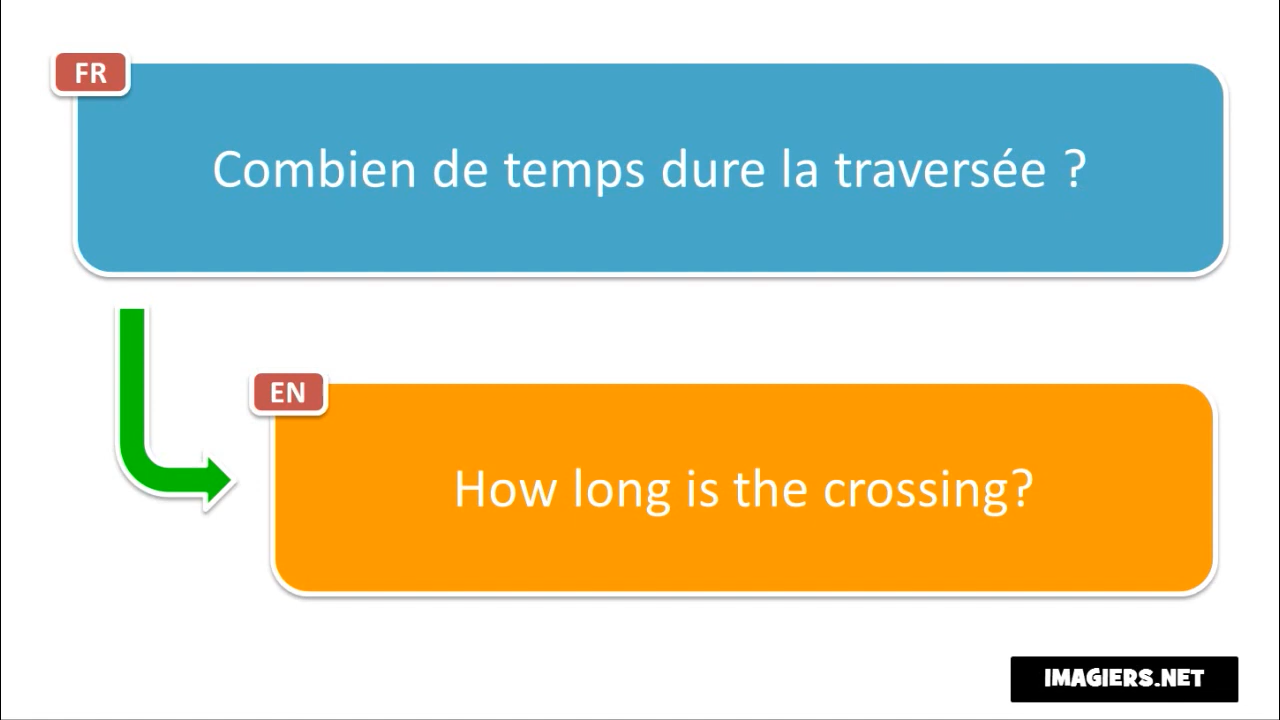 FR
Combien de temps dure la traversée ?
EN
How long is the crossing?
IMAGIERS.NET